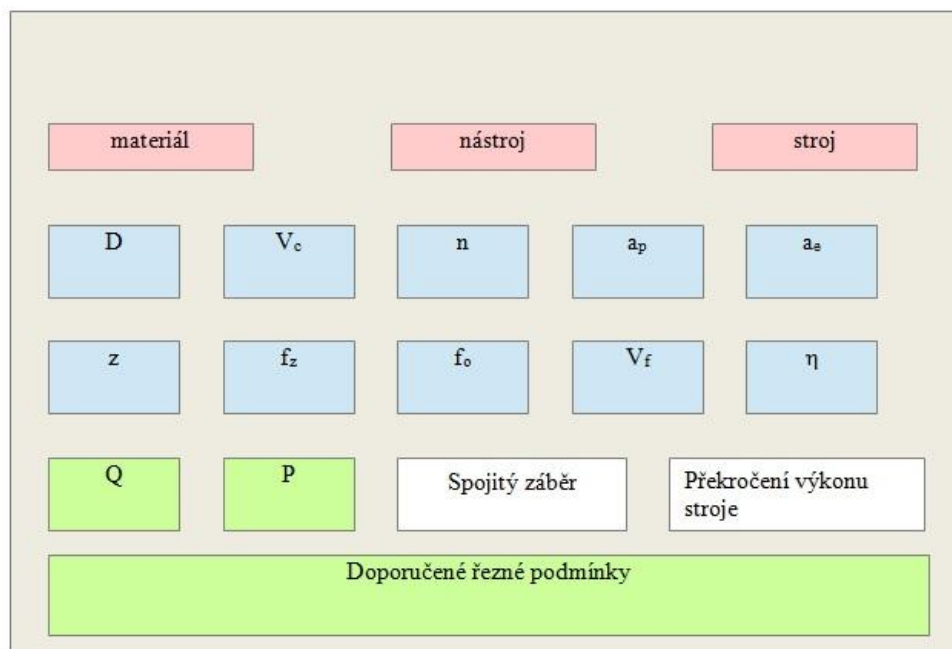 materiál
nástroj
stroj
D
Vc
n
ap
ae
z
fz
fo
Vf
η
Q
P
Spojitý záběr
Překročení výkonu
stroje
Doporučené řezné podmínky